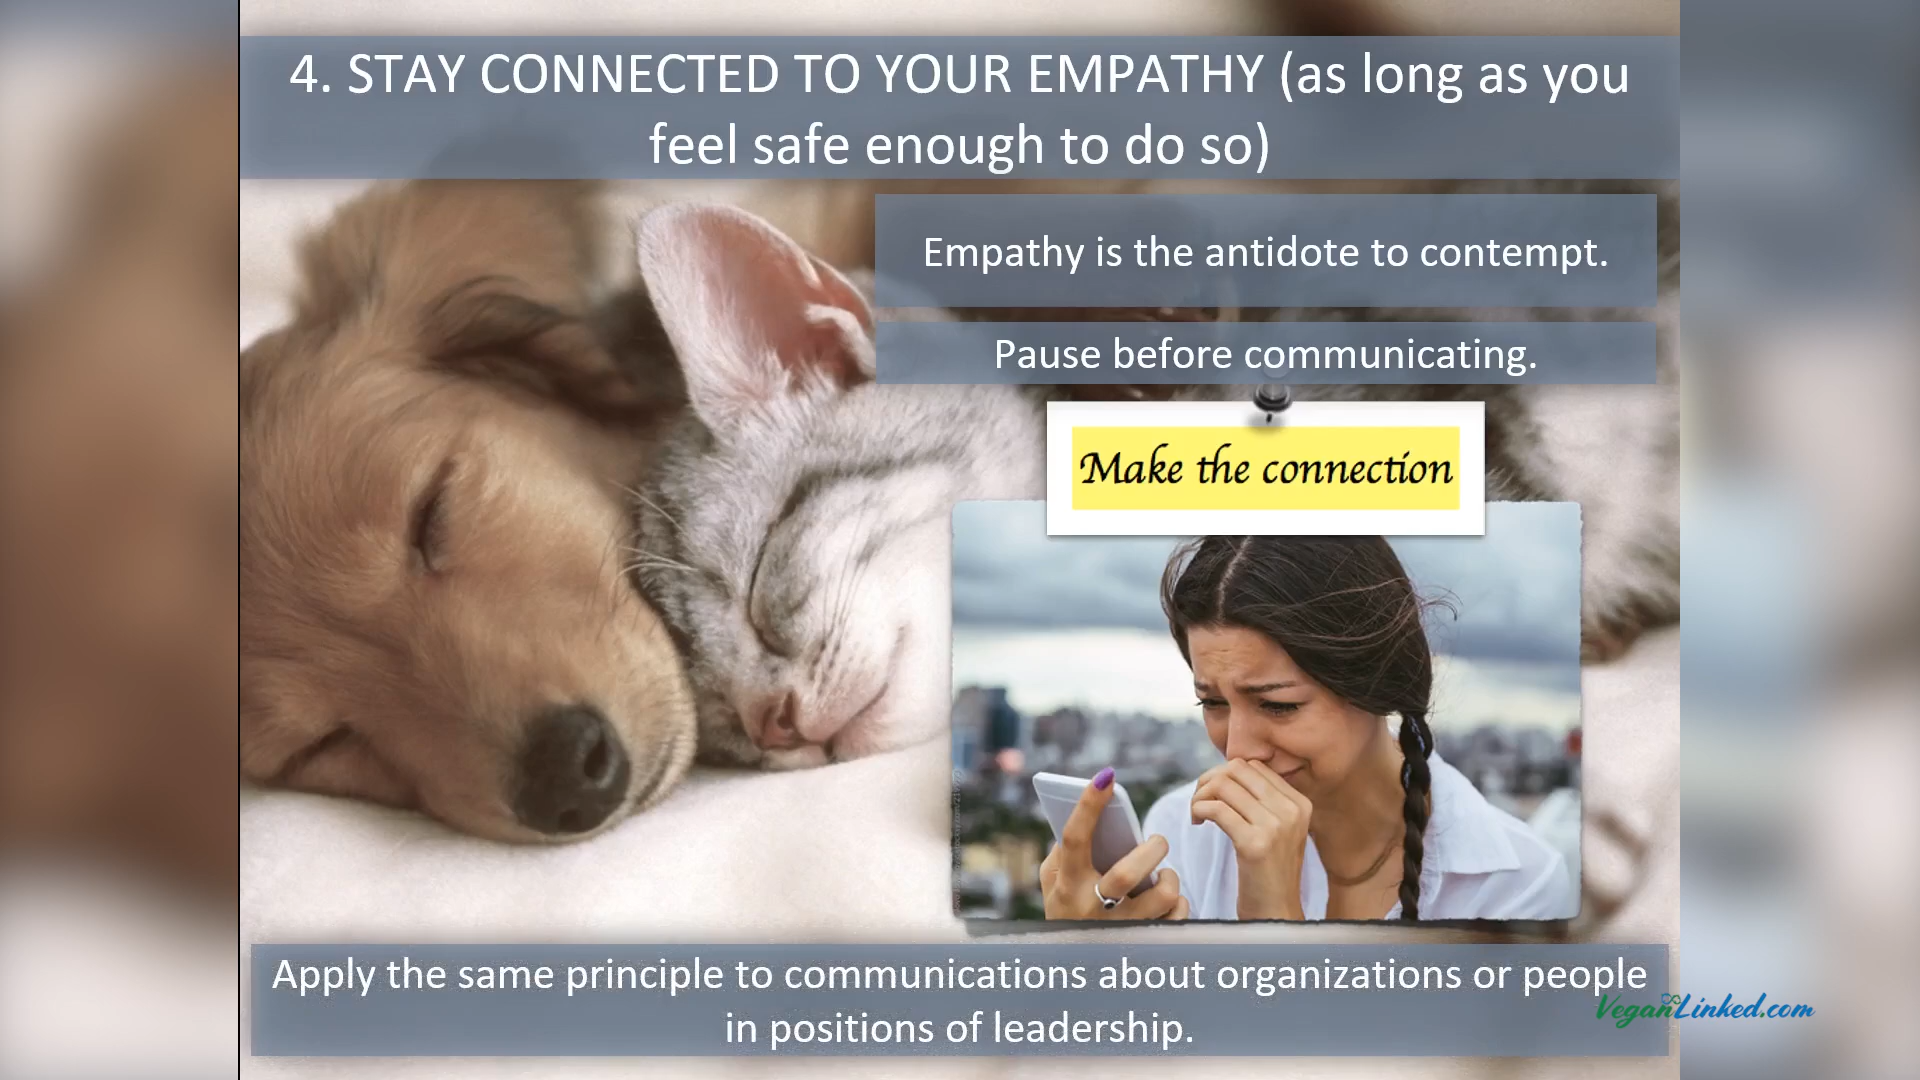 4. STAY CONNECTED TO YOUR EMPATHY (as long as you
feel safe enough to do so)
Empathy is the antidote to contempt.
Pause before communicating.
Make the connection
Apply the same principle to communications about organizations or people
in positions of leadership.
VeganLinked.com